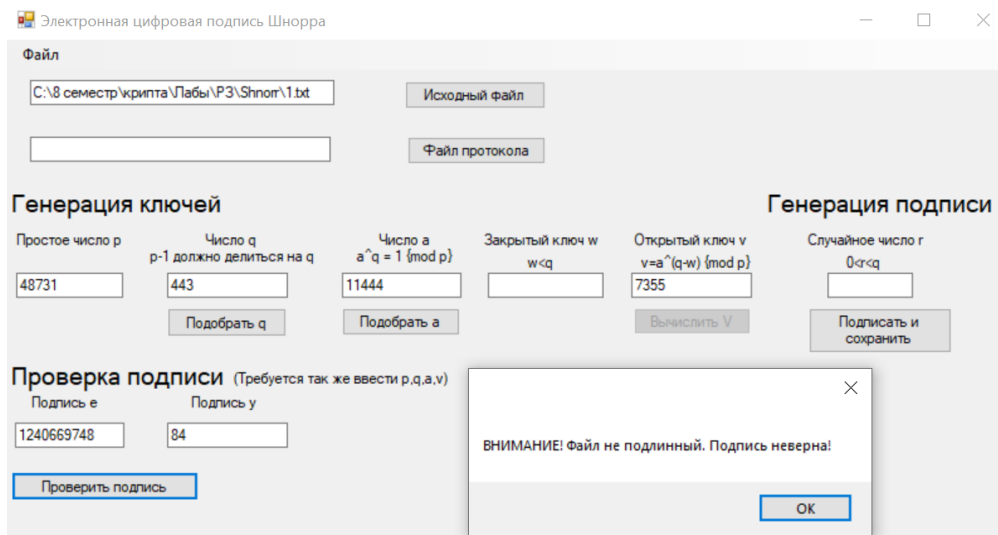 Электронная цифровая подпись Шнорра
Файл
C:\8 семестр\крипта\Лабы\РЗ\Shnorr\1.txt
Исходный файл
Файл протокола
Генерация ключей
Генерация подписи
Простое число p
Число q
p-1 должно делиться на q
Число a
a^q = 1 {mod p}
Закрытый ключ w
w<q
Открытый ключ v
v=a^(q-w) {mod p}
Случайное число r
0<r<q
48731
443
11444
7355
Подобрать q
Подобрать a
Вычислить V
Подписать и
сохранить
Проверка подписи (Требуется так же ввести p,q,a,v)
Подпись e
Подпись y
1240669748
84
Проверить подпись
ВНИМАНИЕ! Файл не подлинный. Подпись неверна!
OK